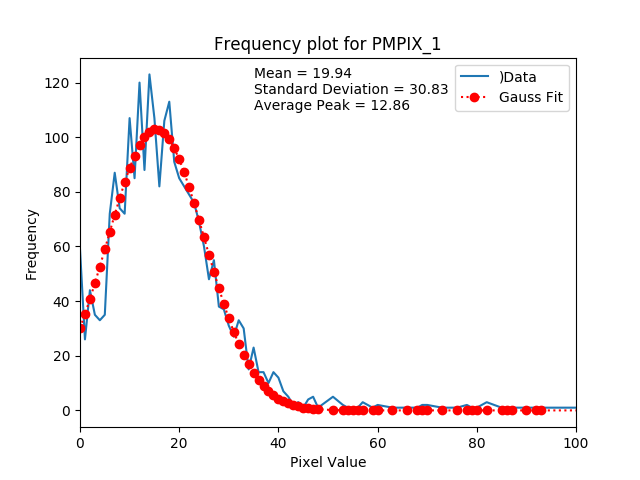 Frequency plot for PMPIX_1
Mean = 19.94
Standard Deviation = 30.83
Average Peak = 12.86
)Data
Gauss Fit
Frequency
120
100
80
60
40
20
0
0 20 40 60 80 100
Pixel Value